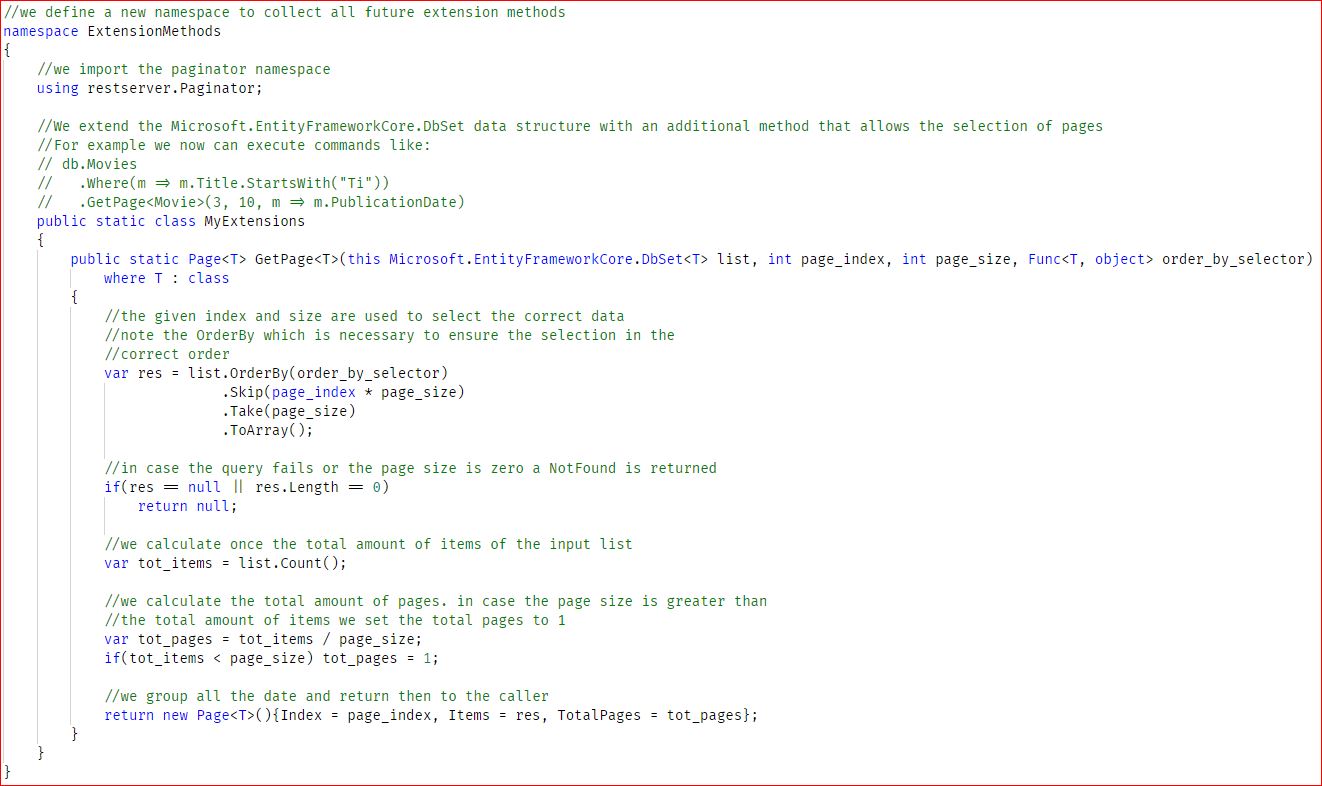 //we define a new namespace to collect all future extension methods
namespace ExtensionMethods
{
    //we import the paginator namespace
    using restserver.Paginator;

    //We extend the Microsoft.EntityFrameworkCore.DbSet data structure with an additional method that allows the selection of pages
    //For example we now can execute commands like:
    // db.Movies
    //   .Where(m => m.Title.StartsWith("Ti"))
    //   .GetPage<Movie>(3, 10, m => m.PublicationDate)
    public static class MyExtensions
    {
        public static Page<T> GetPage<T>(this Microsoft.EntityFrameworkCore.DbSet<T> list, int page_index, int page_size, Func<T, object> order_by_selector)
            where T : class
        {
            //the given index and size are used to select the correct data
            //note the OrderBy which is necessary to ensure the selection in the
            //correct order
            var res = list.OrderBy(order_by_selector)
                          .Skip(page_index * page_size)
                          .Take(page_size)
                          .ToArray();

            //in case the query fails or the page size is zero a NotFound is returned
            if(res == null || res.Length == 0)
                return null;

            //we calculate once the total amount of items of the input list
            var tot_items = list.Count();

            //we calculate the total amount of pages. in case the page size is greater than
            //the total amount of items we set the total pages to 1
            var tot_pages = tot_items / page_size;
            if(tot_items < page_size) tot_pages = 1;

            //we group all the date and return then to the caller
            return new Page<T>(){Index = page_index, Items = res, TotalPages = tot_pages};
        }
    }
}